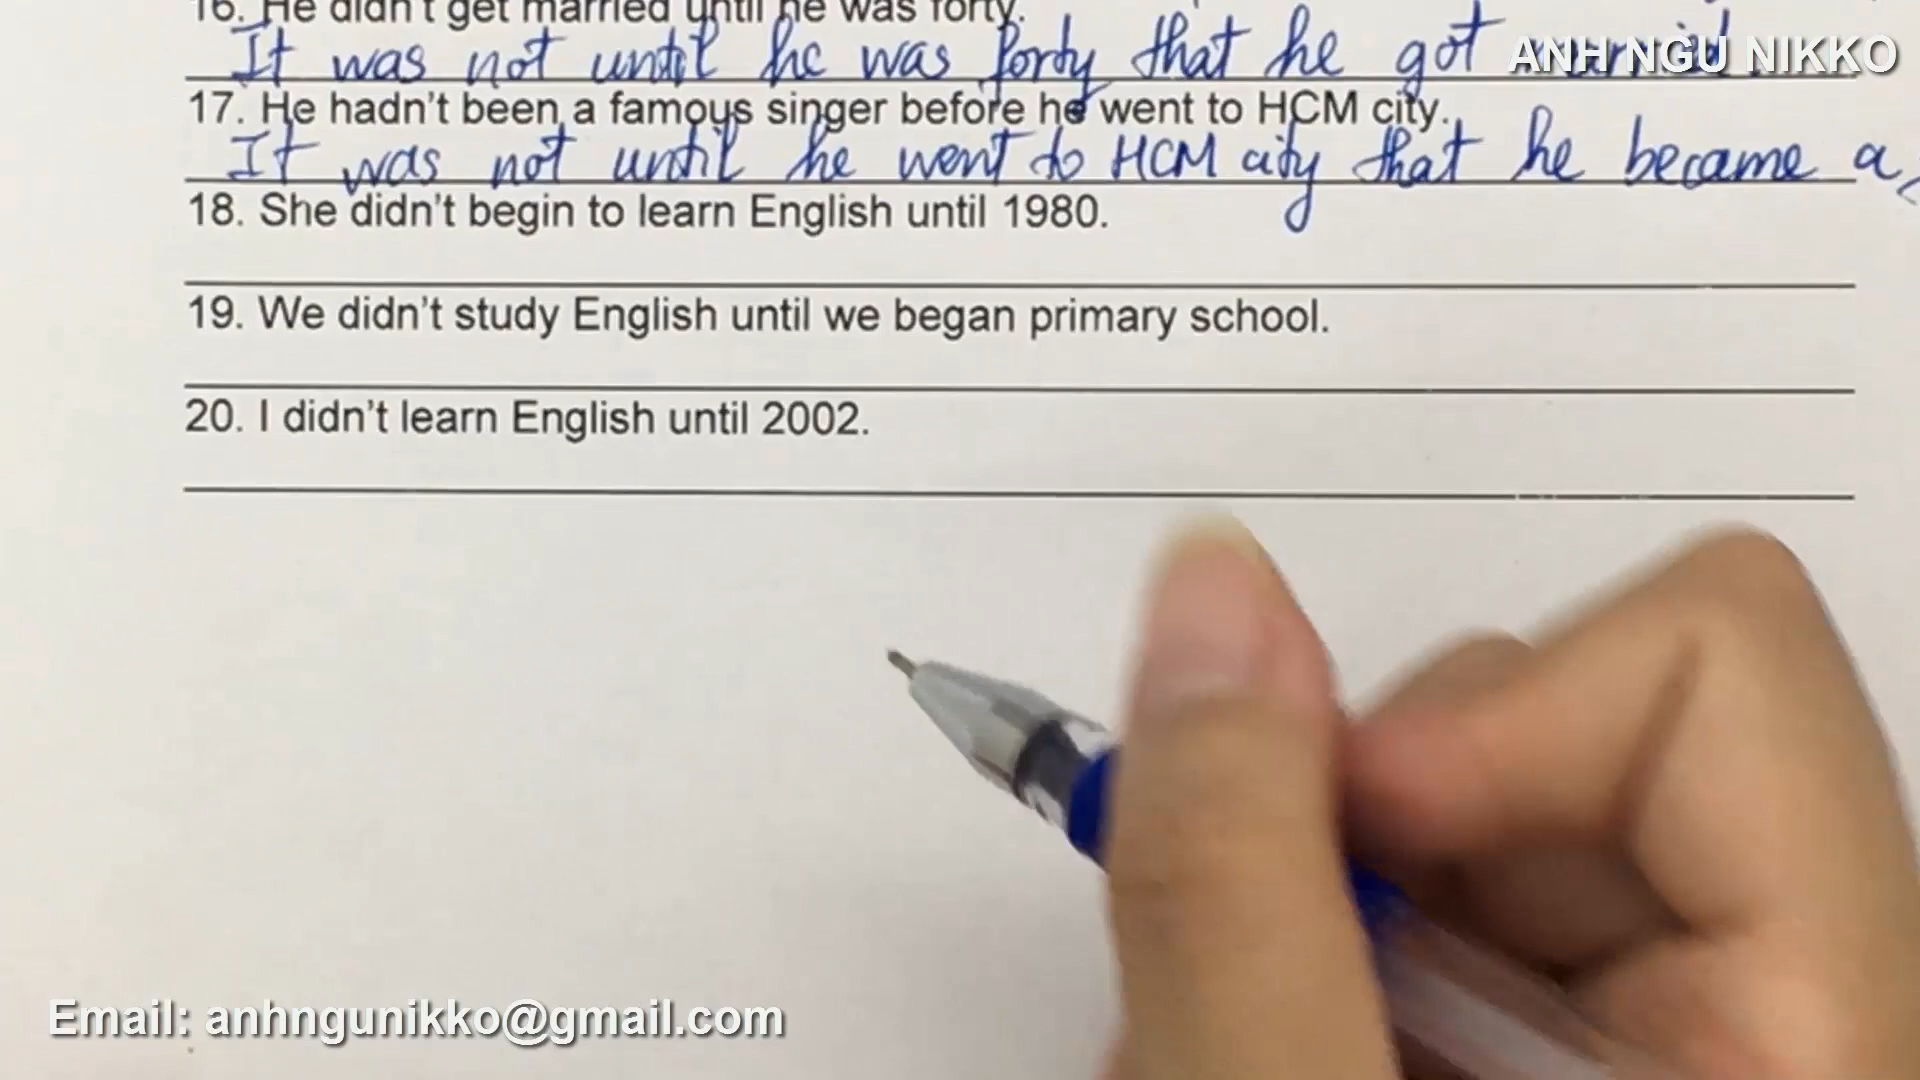 16. He didn't get married until he was forty.
It was not until he was forty that he got
ANH NGU NIKKO
17. He hadn't been a famous singer before he went to HCM city.
It was not until he went to HCM city that he became a
18. She didn't begin to learn English until 1980.
19. We didn't study English until we began primary school.
20. I didn't learn English until 2002.
Email: anhngunikko@gmail.com